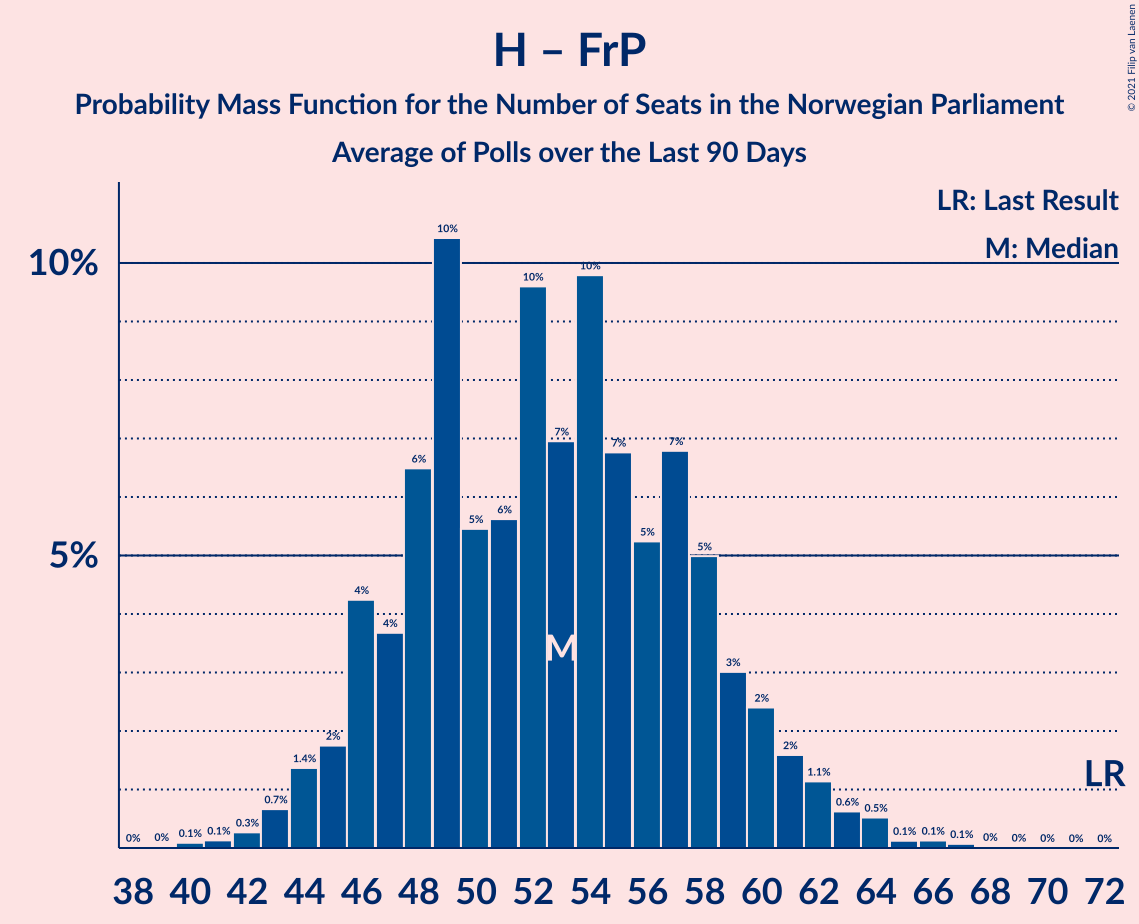 H – FrP
Probability Mass Function for the Number of Seats in the Norwegian Parliament
Average of Polls over the Last 90 Days
© 2021 Filip van Laenen
LR: Last Result
M: Median
10%
5%
0% 0% 0.1% 0.1% 0.3% 0.7% 1.4% 2% 4% 4% 6% 10% 5% 6% 10% 7% 10% 7% 5% 7% 5% 3% 2% 2% 1.1% 0.6% 0.5% 0.1% 0.1% 0.1% 0% 0% 0% 0% 0%
M
LR
38 40 42 44 46 48 50 52 54 56 58 60 62 64 66 68 70 72